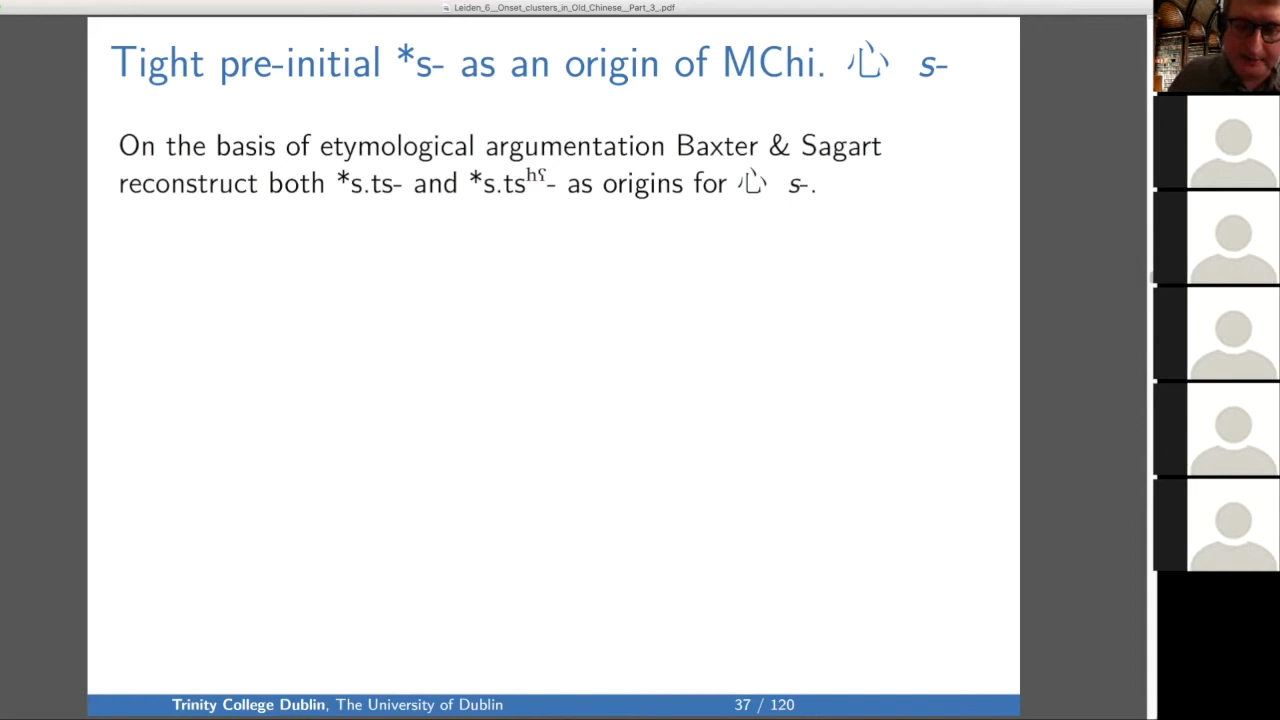 Leiden_6__Onset_clusters_in_Old_Chinese__Part_3_.pdf
Tight pre-initial *s- as an origin of MChi. 心 s-
On the basis of etymological argumentation Baxter & Sagart
reconstruct both *s.ts- and *s.tsʰˤ- as origins for 心 s-.
Trinity College Dublin, The University of Dublin
37 / 120